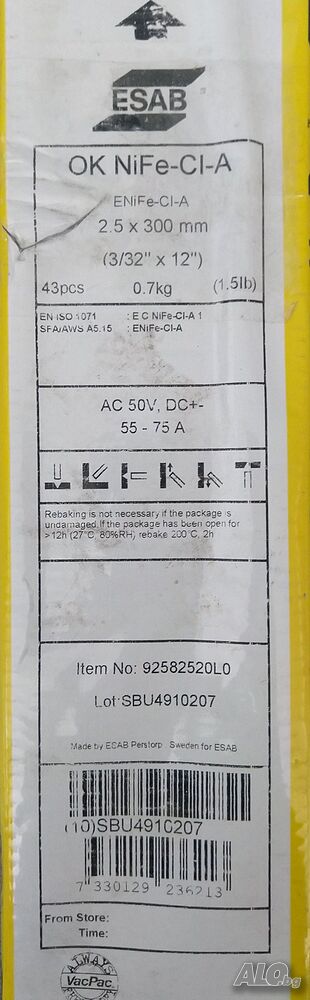 ESAB
OK NiFe-CI-A
ENiFe-CI-A
2.5 x 300 mm
(3/32" x 12")
43pcs 0.7kg (1.5lb)
EN ISO 1071 : E C NiFe-CI-A 1
SFA/AWS A5.15 : ENiFe-CI-A
AC 50V, DC+-
55 - 75 A
Rebaking is not necessary if the package is
undamaged. If the package has been open for
>12h (27°C, 80%RH) rebake 200°C, 2h
Item No: 92582520L0
Lot:SBU4910207
Made by ESAB Perstorp Sweden for ESAB
(10)SBU4910207
7 330129 236213
From Store:
Time:
ALWAYS
VacPac
ALO.bg